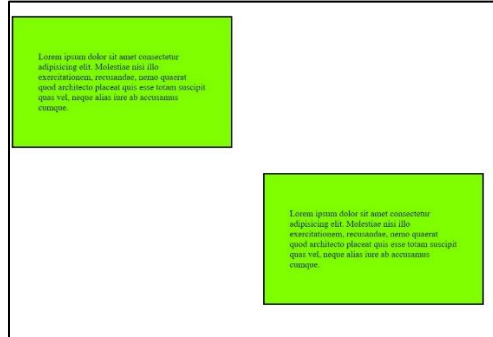 Lorem ipsum dolor sit amet consectetur
adipisicing elit. Molestiae nisi illo
exercitationem, recusandae, nemo quaerat
quod architecto placeat quis esse totam suscipit
quas vel, neque alias iure ab accusamus
cumque.
Lorem ipsum dolor sit amet consectetur
adipisicing elit. Molestiae nisi illo
exercitationem, recusandae, nemo quaerat
quod architecto placeat quis esse totam suscipit
quas vel, neque alias iure ab accusamus
cumque.